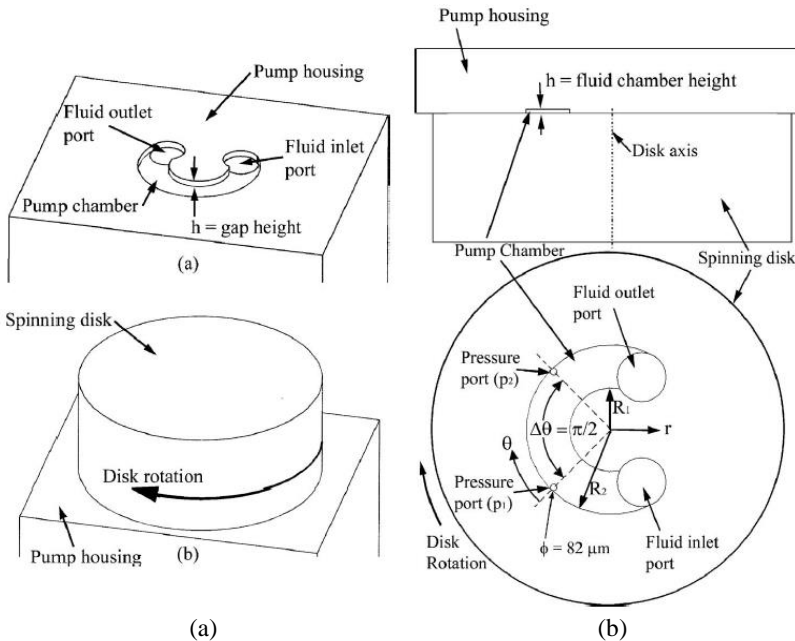 Pump housing
Fluid outlet
port
Fluid inlet
port
Pump chamber
h = gap height
(a)
Spinning disk
Disk rotation
Pump housing
(b)
(a)
Pump housing
h = fluid chamber height
Disk axis
Pump Chamber
Spinning disk
Fluid outlet
port
Pressure
port (p₂)
R₁
r
θ
Δθ = π/2
Pressure
port (p₁)
R₂
Disk
Rotation
ϕ = 82 μm
Fluid inlet
port
(b)